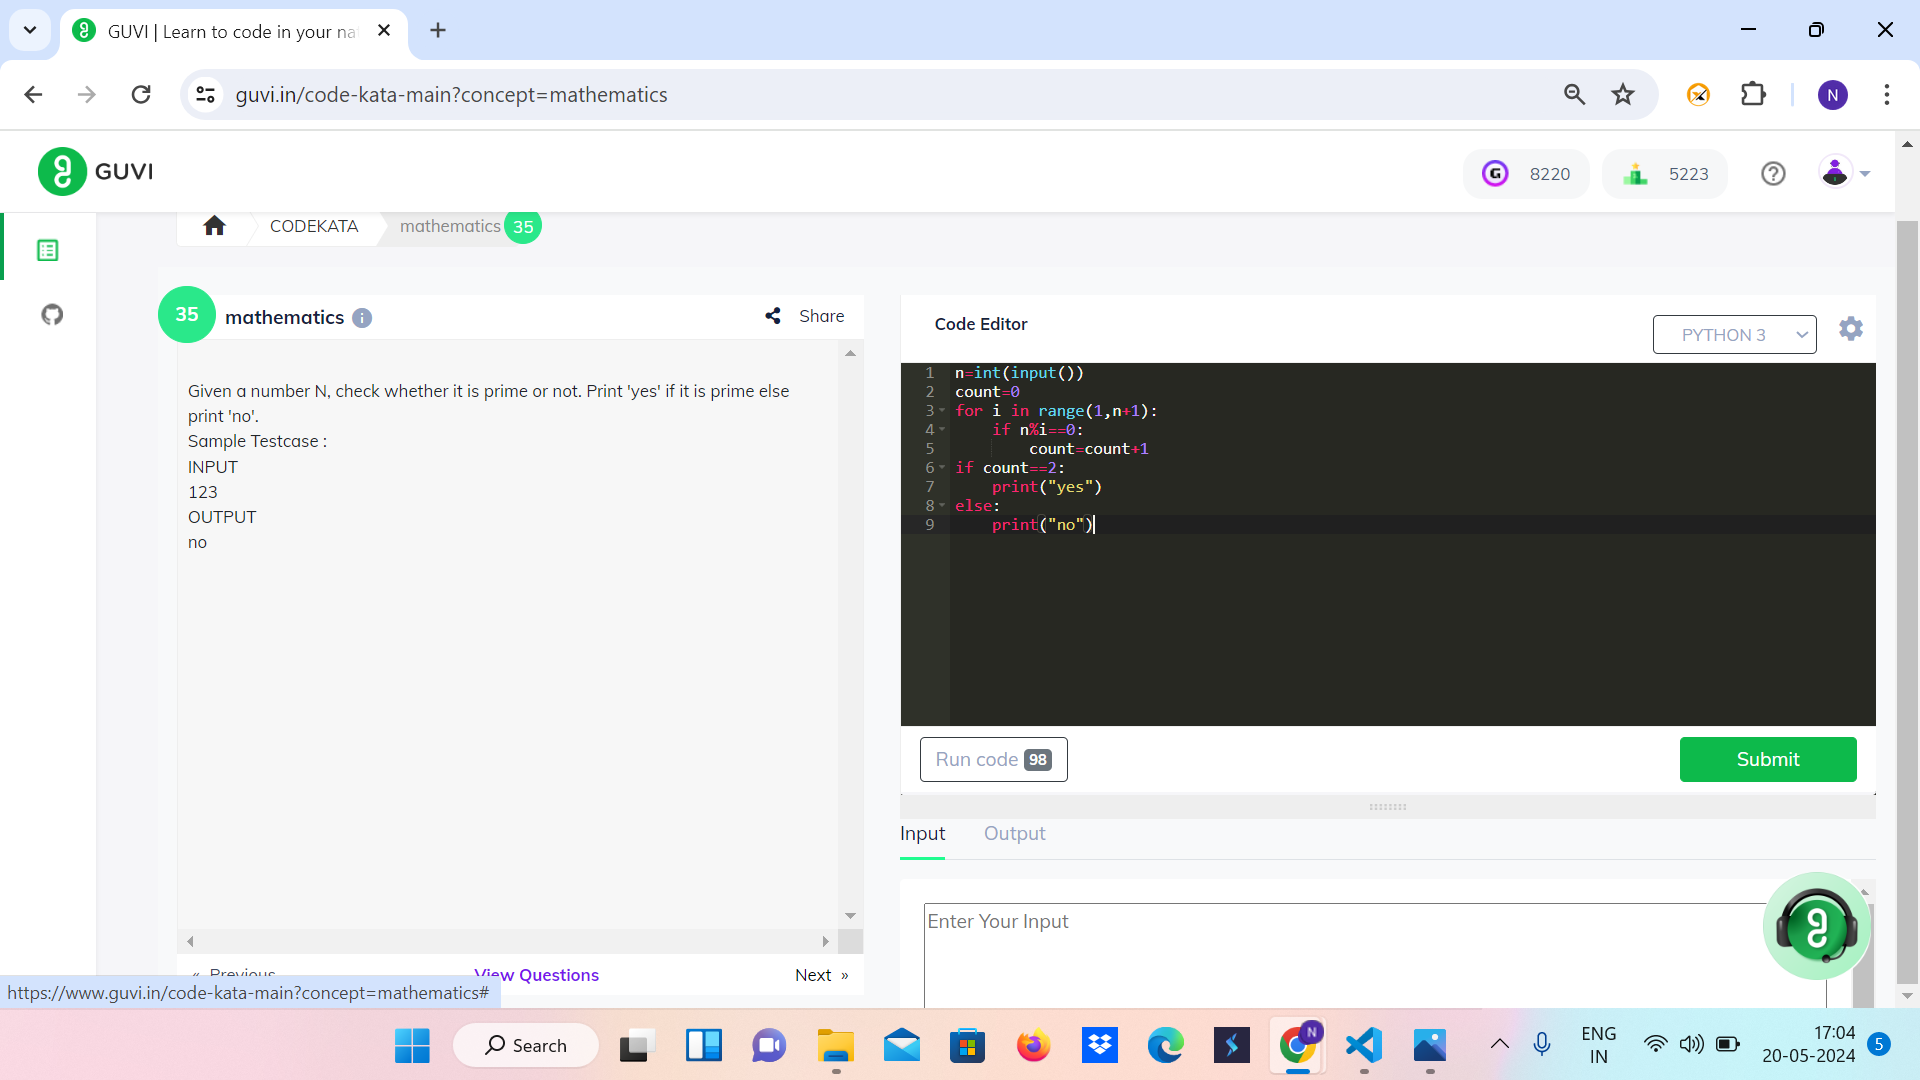 GUVI | Learn to code in your na
guvi.in/code-kata-main?concept=mathematics
N
GUVI
G 8220
5223
CODEKATA
mathematics 35
35 mathematics
Share
Given a number N, check whether it is prime or not. Print 'yes' if it is prime else
print 'no'.
Sample Testcase :
INPUT
123
OUTPUT
no
« Previous
View Questions
Next »
https://www.guvi.in/code-kata-main?concept=mathematics#
Code Editor
PYTHON 3
1 n=int(input())
2 count=0
3 for i in range(1,n+1):
4     if n%i==0:
5         count=count+1
6 if count==2:
7     print("yes")
8 else:
9     print("no")
Run code 98
Submit
Input
Output
Enter Your Input
Search
N
ENG
IN
17:04
20-05-2024
5